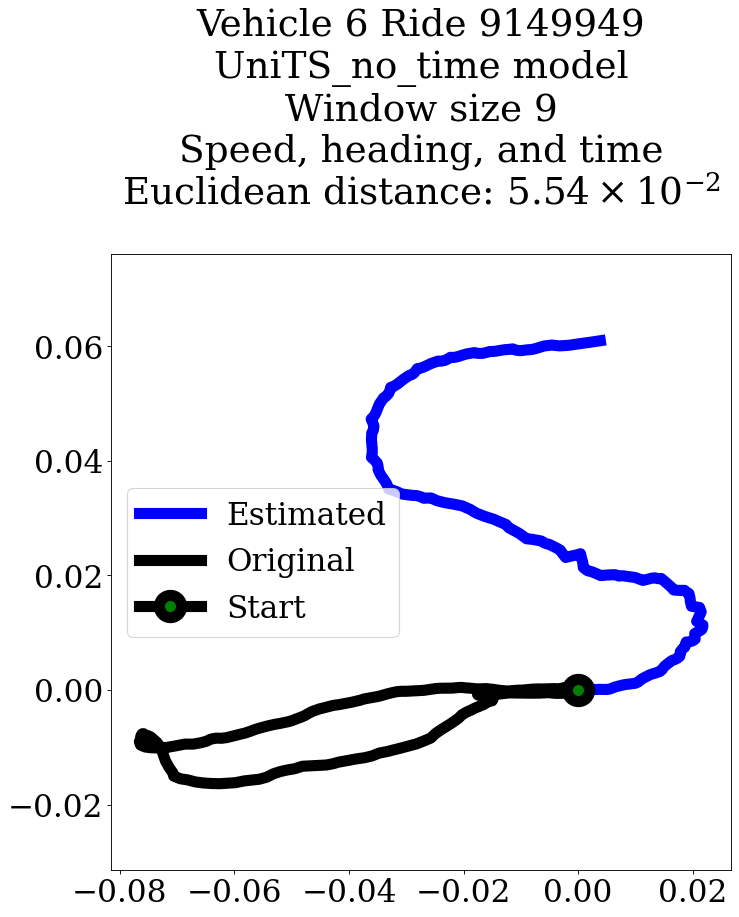 Vehicle 6 Ride 9149949
UniTS_no_time model
Window size 9
Speed, heading, and time
Euclidean distance: 5.54 × 10⁻²
0.06
0.04
0.02
0.00
−0.02
Estimated
Original
Start
−0.08 −0.06 −0.04 −0.02 0.00 0.02